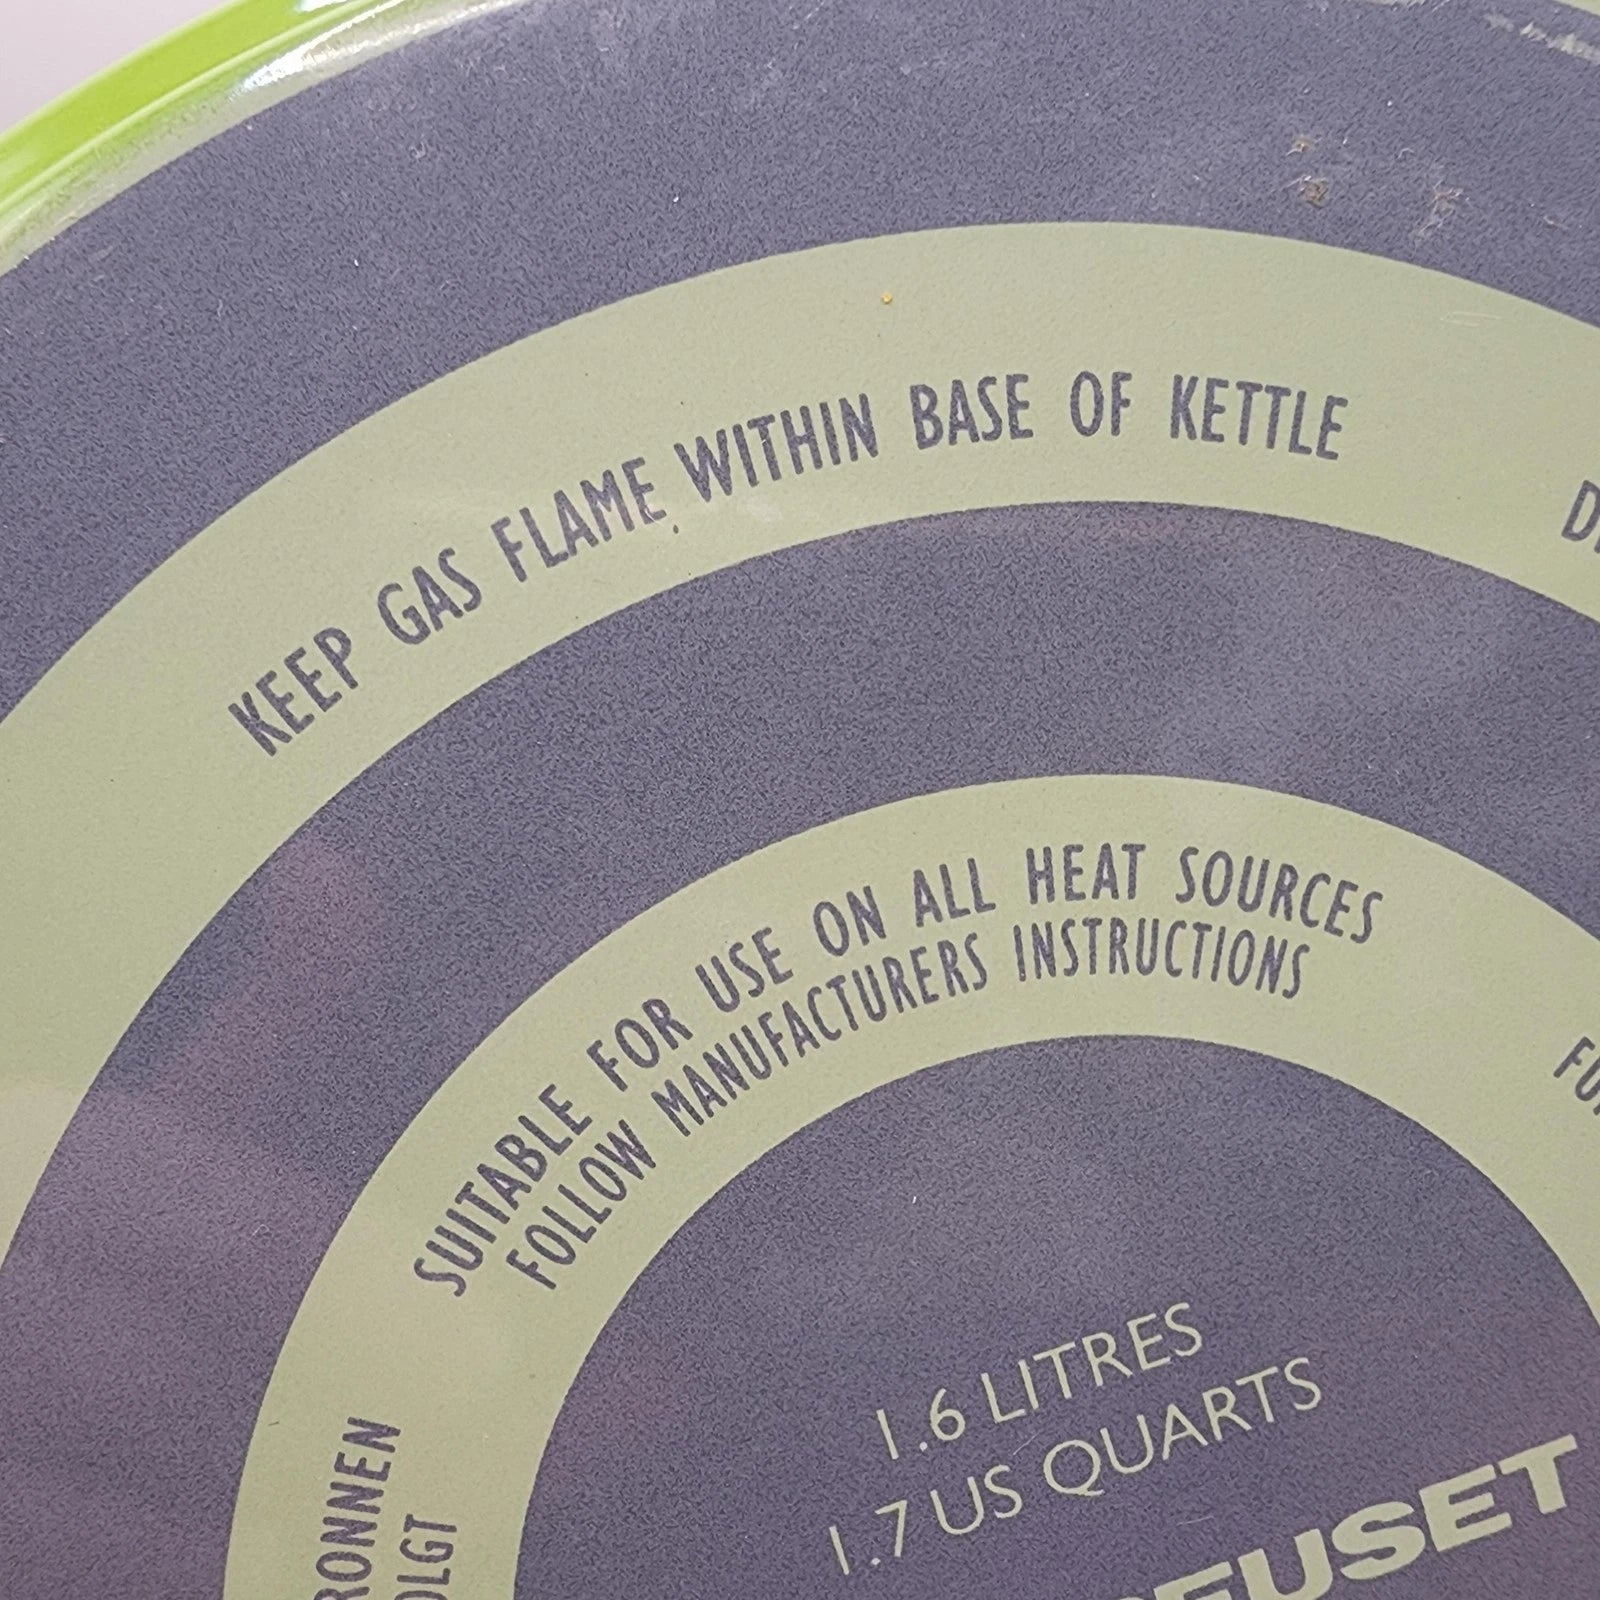 KEEP GAS FLAME WITHIN BASE OF KETTLE
SUITABLE FOR USE ON ALL HEAT SOURCES
FOLLOW MANUFACTURERS INSTRUCTIONS
1.6 LITRES
1.7 US QUARTS